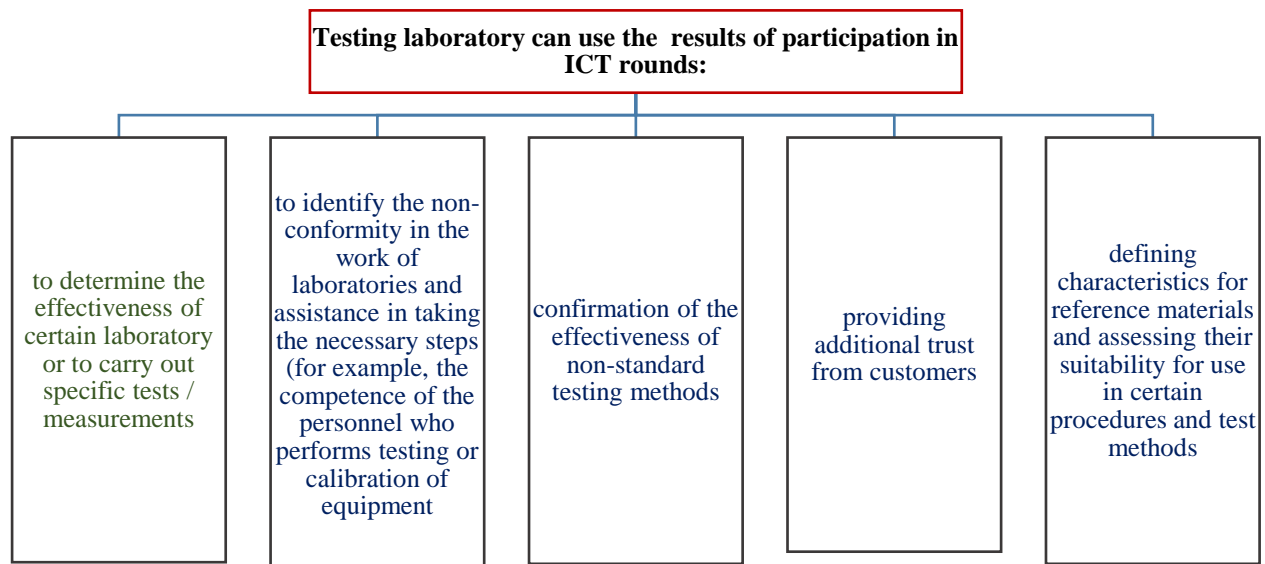 Testing laboratory can use the results of participation in
ICT rounds:
to determine the
effectiveness of
certain laboratory
or to carry out
specific tests /
measurements
to identify the non-
conformity in the
work of
laboratories and
assistance in taking
the necessary steps
(for example, the
competence of the
personnel who
performs testing or
calibration of
equipment
confirmation of the
effectiveness of
non-standard
testing methods
providing
additional trust
from customers
defining
characteristics for
reference materials
and assessing their
suitability for use
in certain
procedures and test
methods